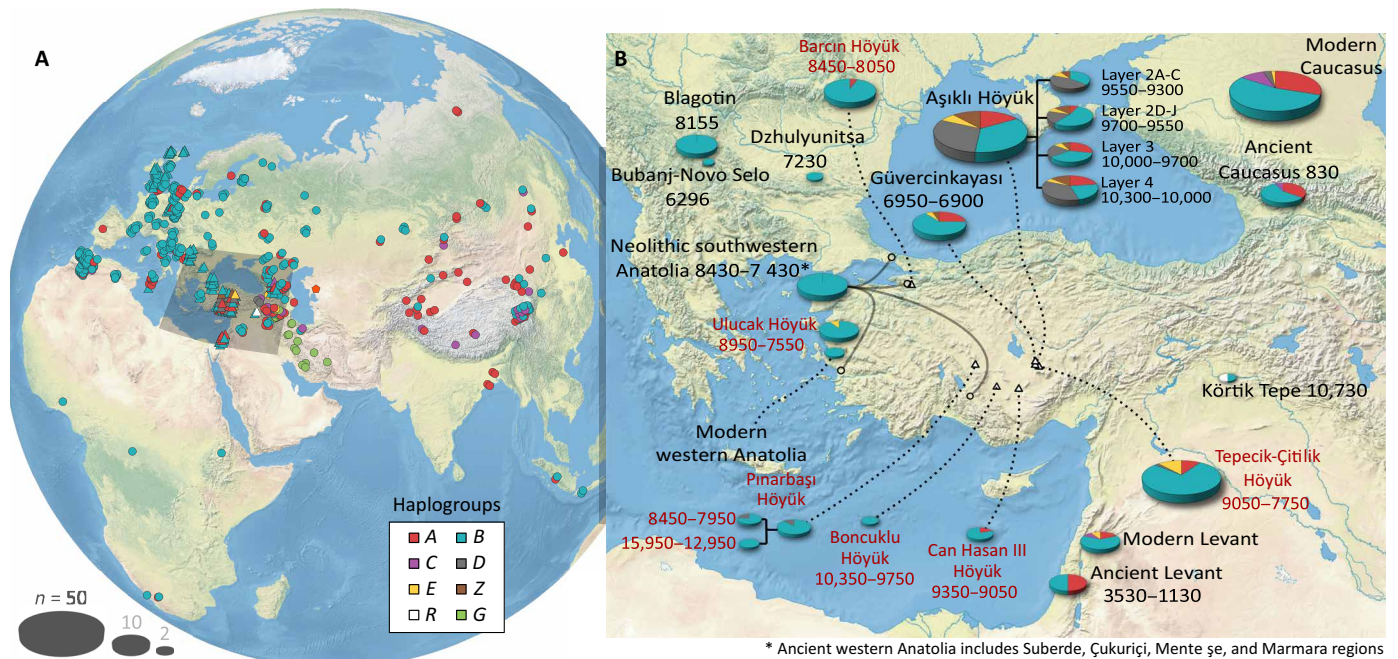 A
Haplogroups
A B
C D
E Z
R G
n = 50
10
2
B
Barcın Höyük
8450–8050
Blagotin
8155
Dzhulyunitsa
7230
Bubanj-Novo Selo
6296
Aşıklı Höyük
Layer 2A-C
9550–9300
Layer 2D-J
9700–9550
Layer 3
10,000–9700
Layer 4
10,300–10,000
Modern
Caucasus
Ancient
Caucasus 830
Güvercinkayası
6950–6900
Neolithic southwestern
Anatolia 8430–7 430*
Ulucak Höyük
8950–7550
Modern
western Anatolia
Pınarbaşı
Höyük
8450–7950
15,950–12,950
Boncuklu
Höyük
10,350–9750
Can Hasan III
Höyük
9350–9050
Körtik Tepe 10,730
Tepecik-Çitilik
Höyük
9050–7750
Modern Levant
Ancient Levant
3530–1130
* Ancient western Anatolia includes Suberde, Çukuriçi, Mente şe, and Marmara regions